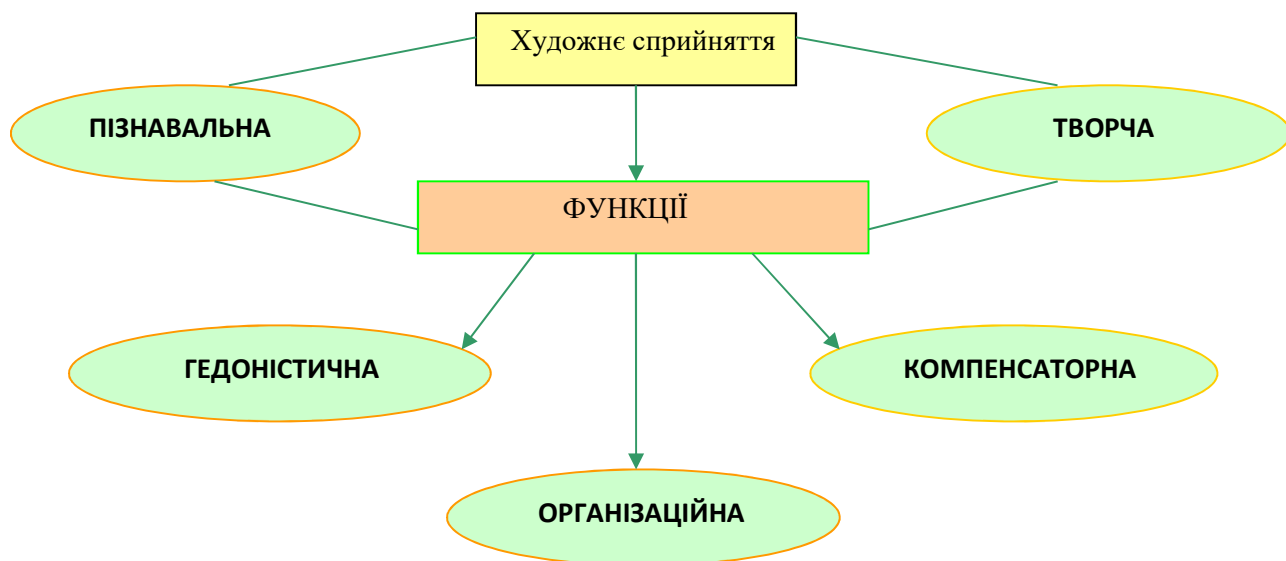 Художнє сприйняття
ПІЗНАВАЛЬНА
ТВОРЧА
ФУНКЦІЇ
ГЕДОНІСТИЧНА
КОМПЕНСАТОРНА
ОРГАНІЗАЦІЙНА